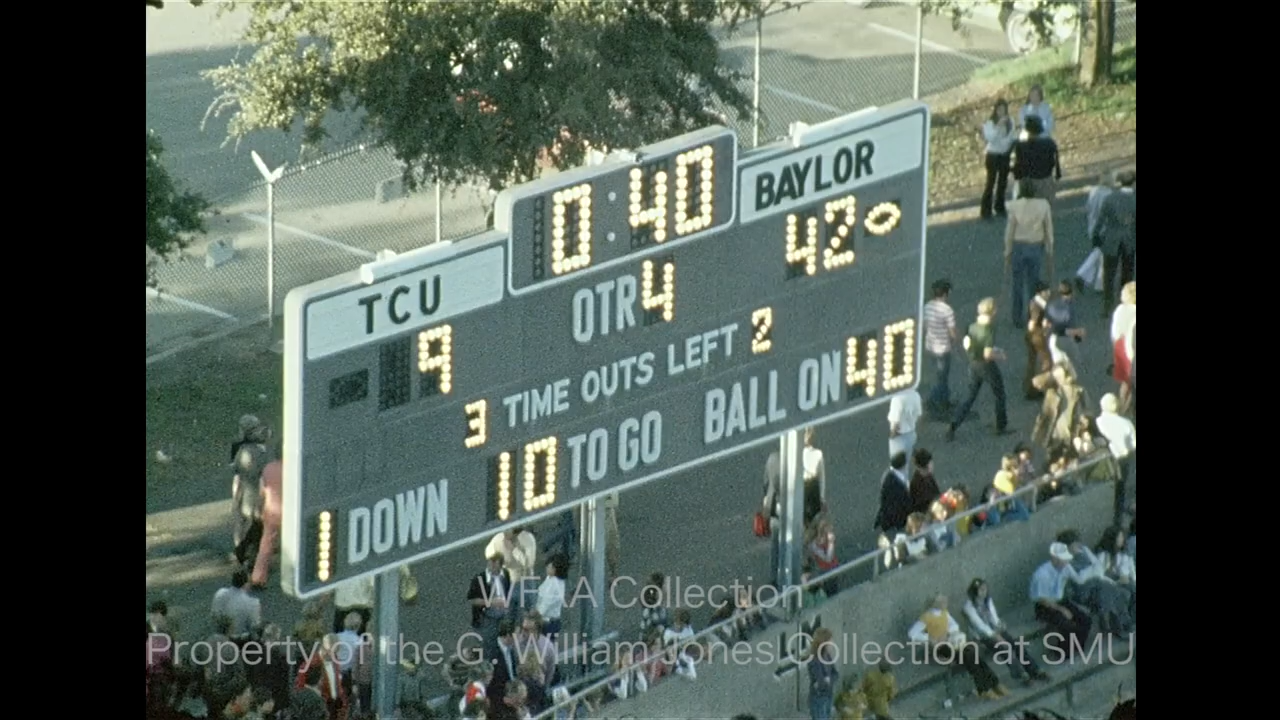 0:40
TCU BAYLOR
9 QTR 4 42
3 TIME OUTS LEFT 2
1 DOWN 10 TO GO BALL ON 40
WFAA Collection
Property of the G. William Jones Collection at SMU